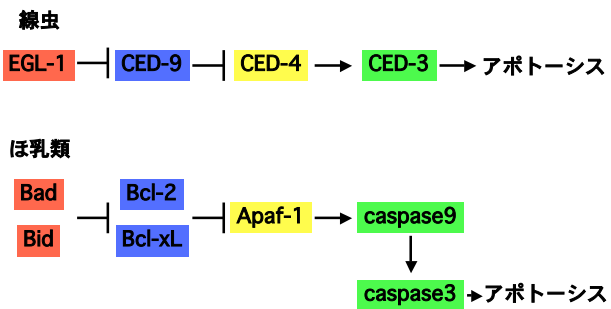 線虫
EGL-1 CED-9 CED-4 CED-3 アポトーシス
ほ乳類
Bad Bcl-2
Apaf-1 caspase9
Bid Bcl-xL
caspase3 アポトーシス